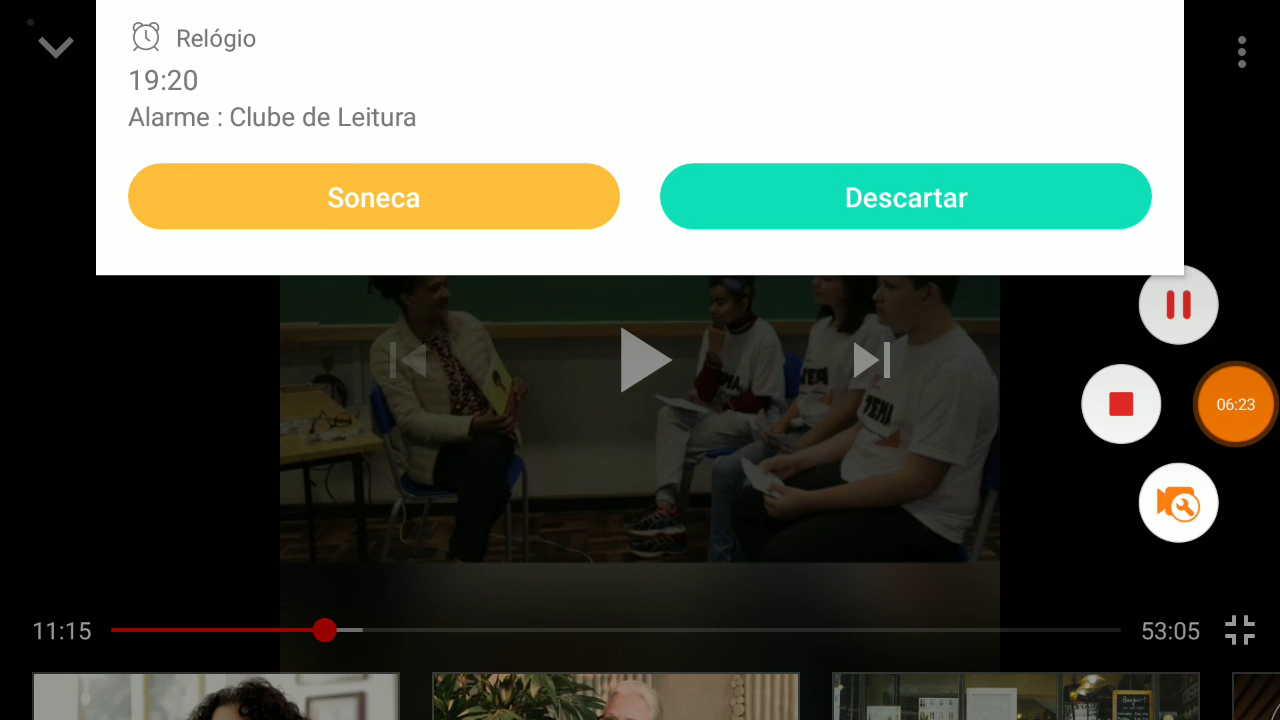 Relógio
19:20
Alarme : Clube de Leitura
Soneca
Descartar
06:23
11:15
53:05